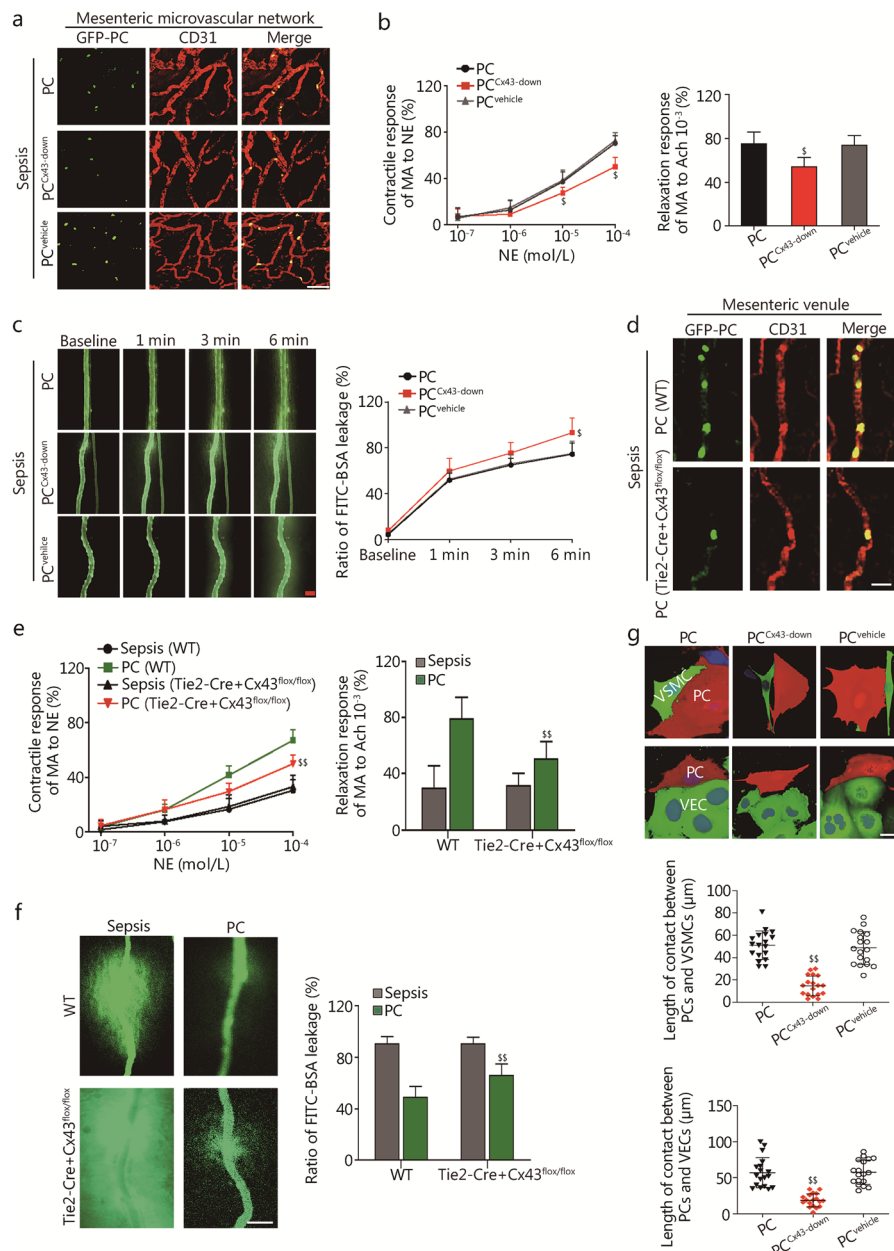 a
Mesenteric microvascular network
GFP-PC CD31 Merge
Sepsis
PC
PC^Cx43-down
PC^vehicle
b
Contractile response
of MA to NE (%)
120
80
40
0
PC
PC^Cx43-down
PC^vehicle
$
$
10^-7 10^-6 10^-5 10^-4
NE (mol/L)
Relaxation response
of MA to Ach 10^-3 (%)
120
80
40
0
$
PC
PC^Cx43-down
PC^vehicle
c
Baseline 1 min 3 min 6 min
Sepsis
PC
PC^Cx43-down
PC^vehilce
Ratio of FITC-BSA leakage (%)
120
80
40
0
PC
PC^Cx43-down
PC^vehicle
$
Baseline 1 min 3 min 6 min
d
Mesenteric venule
GFP-PC CD31 Merge
Sepsis
PC (WT)
PC (Tie2-Cre+Cx43^flox/flox)
e
Contractile response
of MA to NE (%)
120
80
40
0
Sepsis (WT)
PC (WT)
Sepsis (Tie2-Cre+Cx43^flox/flox)
PC (Tie2-Cre+Cx43^flox/flox)
$$
10^-7 10^-6 10^-5 10^-4
NE (mol/L)
Relaxation response
of MA to Ach 10^-3 (%)
120
80
40
0
Sepsis
PC
$$
WT Tie2-Cre+Cx43^flox/flox
f
Sepsis PC
WT
Tie2-Cre+Cx43^flox/flox
Ratio of FITC-BSA leakage (%)
120
80
40
0
Sepsis
PC
$$
WT Tie2-Cre+Cx43^flox/flox
g
PC PC^Cx43-down PC^vehicle
VSMC
PC
PC
VEC
Length of contact between
PCs and VSMCs (μm)
100
80
60
40
20
0
$$
PC
PC^Cx43-down
PC^vehicle
Length of contact between
PCs and VECs (μm)
150
100
50
0
$$
PC
PC^Cx43-down
PC^vehicle